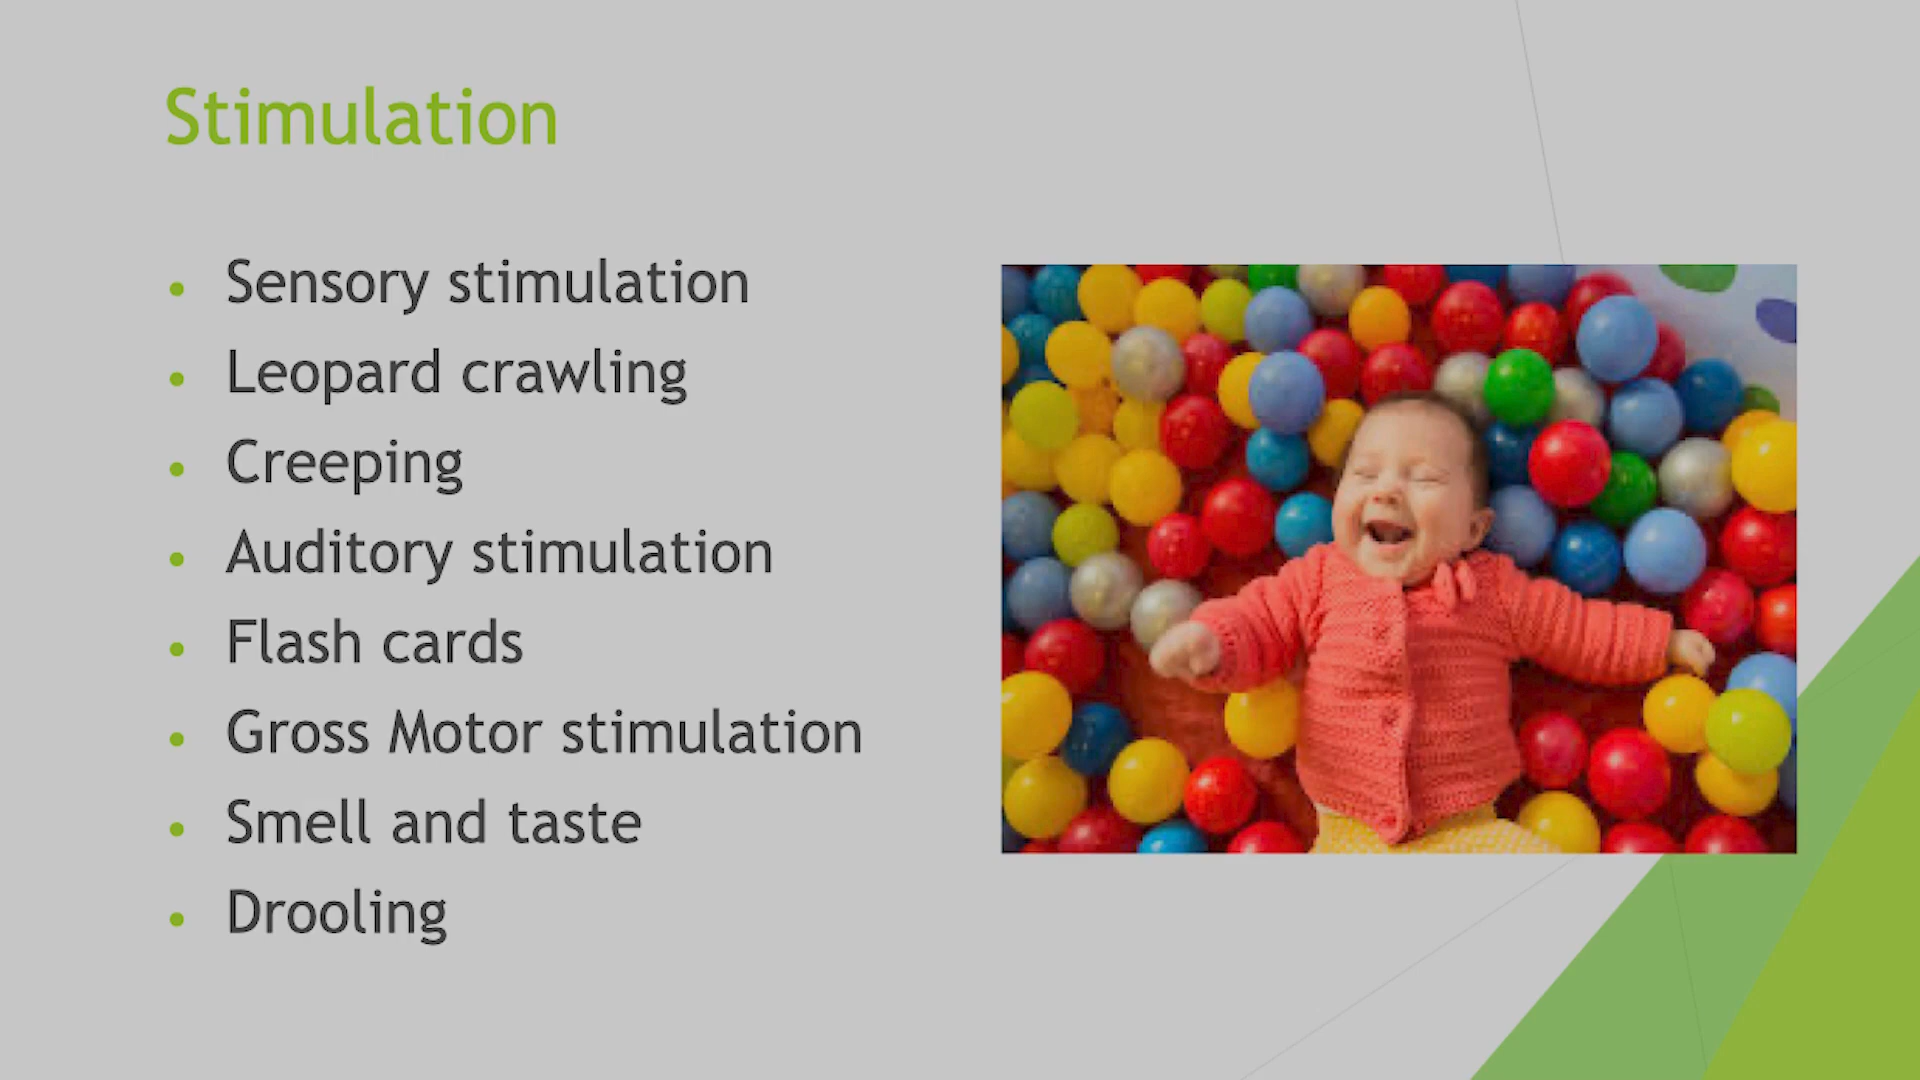 Stimulation
• Sensory stimulation
• Leopard crawling
• Creeping
• Auditory stimulation
• Flash cards
• Gross Motor stimulation
• Smell and taste
• Drooling